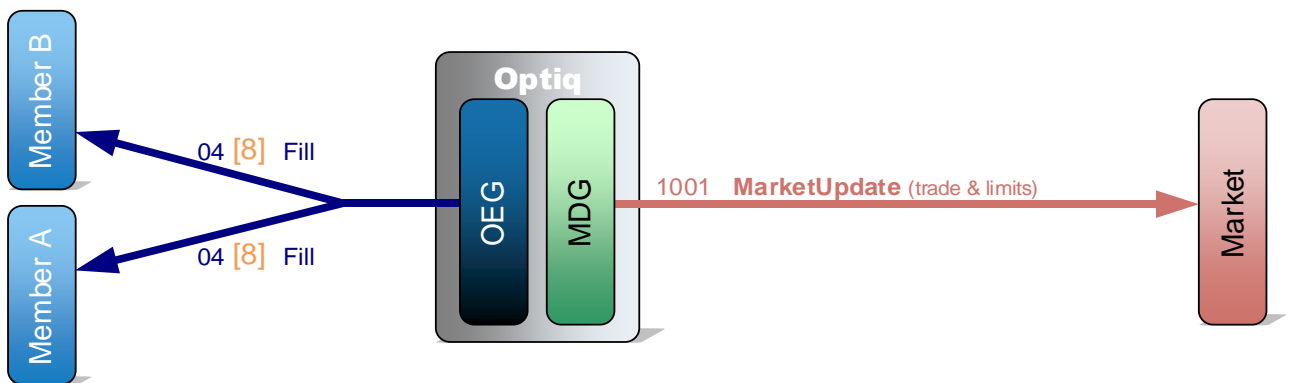 Member B
Member A
04 [8] Fill
04 [8] Fill
Optiq
OEG
MDG
1001 MarketUpdate (trade & limits)
Market